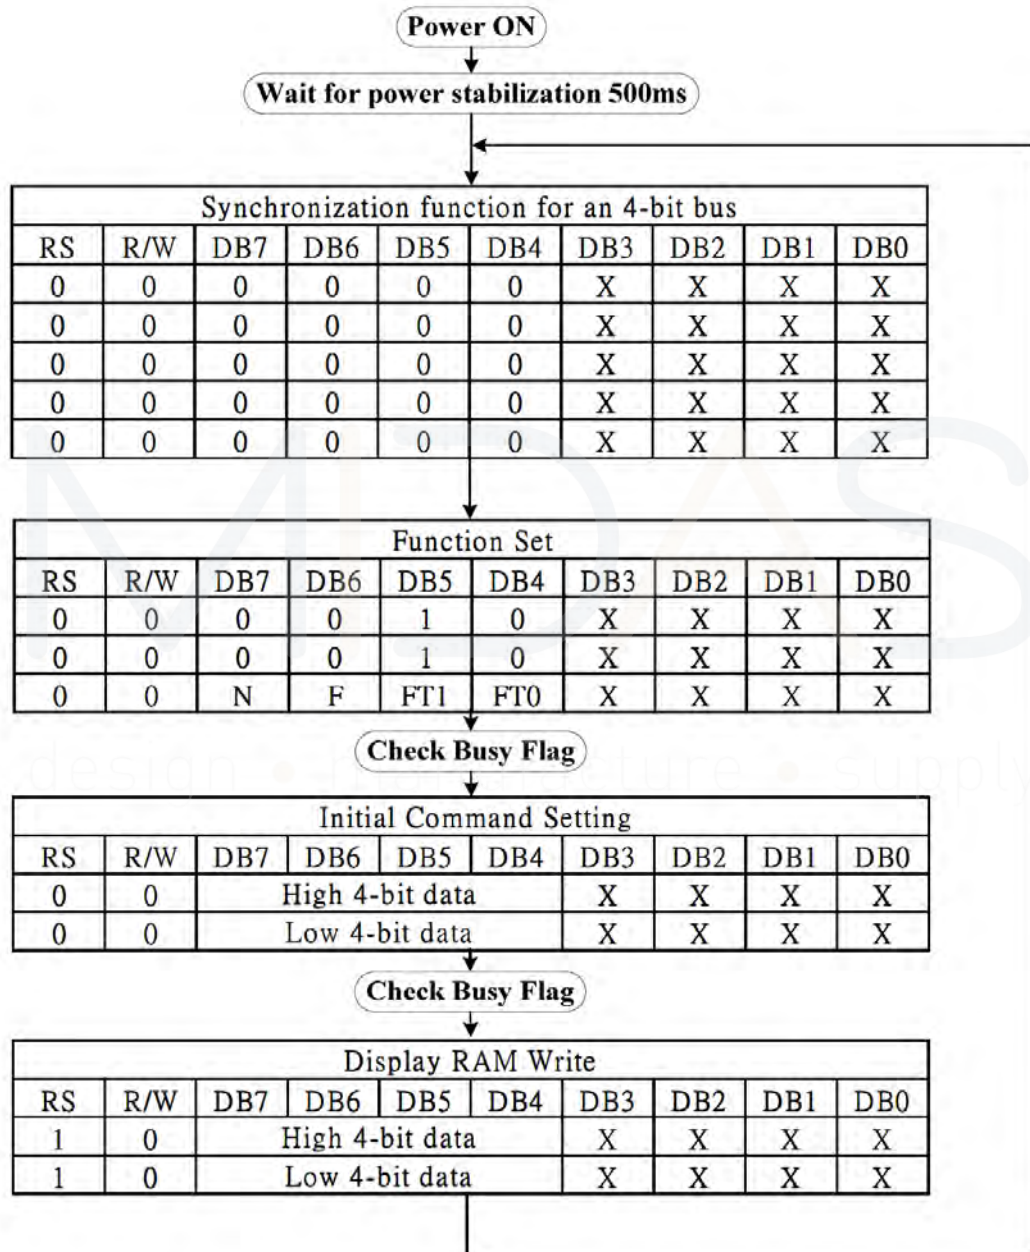 Power ON
Wait for power stabilization 500ms
Synchronization function for an 4-bit bus
RS R/W DB7 DB6 DB5 DB4 DB3 DB2 DB1 DB0
0 0 0 0 0 0 X X X X
0 0 0 0 0 0 X X X X
0 0 0 0 0 0 X X X X
0 0 0 0 0 0 X X X X
0 0 0 0 0 0 X X X X
MIDAS
Function Set
RS R/W DB7 DB6 DB5 DB4 DB3 DB2 DB1 DB0
0 0 0 0 1 0 X X X X
0 0 0 0 1 0 X X X X
0 0 N F FT1 FT0 X X X X
Check Busy Flag
design • manufacture • supply
Initial Command Setting
RS R/W DB7 DB6 DB5 DB4 DB3 DB2 DB1 DB0
0 0 High 4-bit data X X X X
0 0 Low 4-bit data X X X X
Check Busy Flag
Display RAM Write
RS R/W DB7 DB6 DB5 DB4 DB3 DB2 DB1 DB0
1 0 High 4-bit data X X X X
1 0 Low 4-bit data X X X X